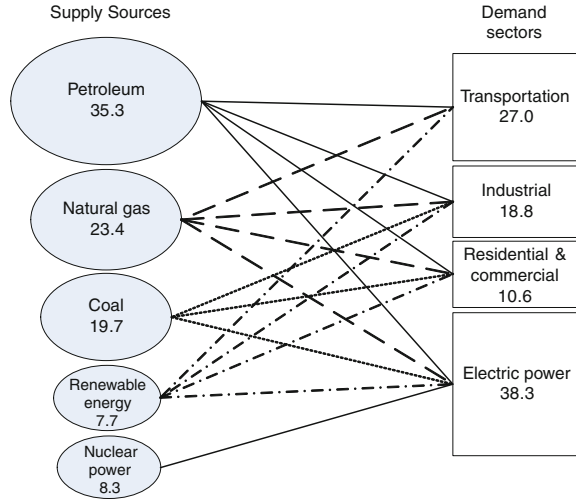 Supply Sources
Petroleum
35.3
Natural gas
23.4
Coal
19.7
Renewable
energy
7.7
Nuclear
power
8.3
Demand
sectors
Transportation
27.0
Industrial
18.8
Residential &
commercial
10.6
Electric power
38.3